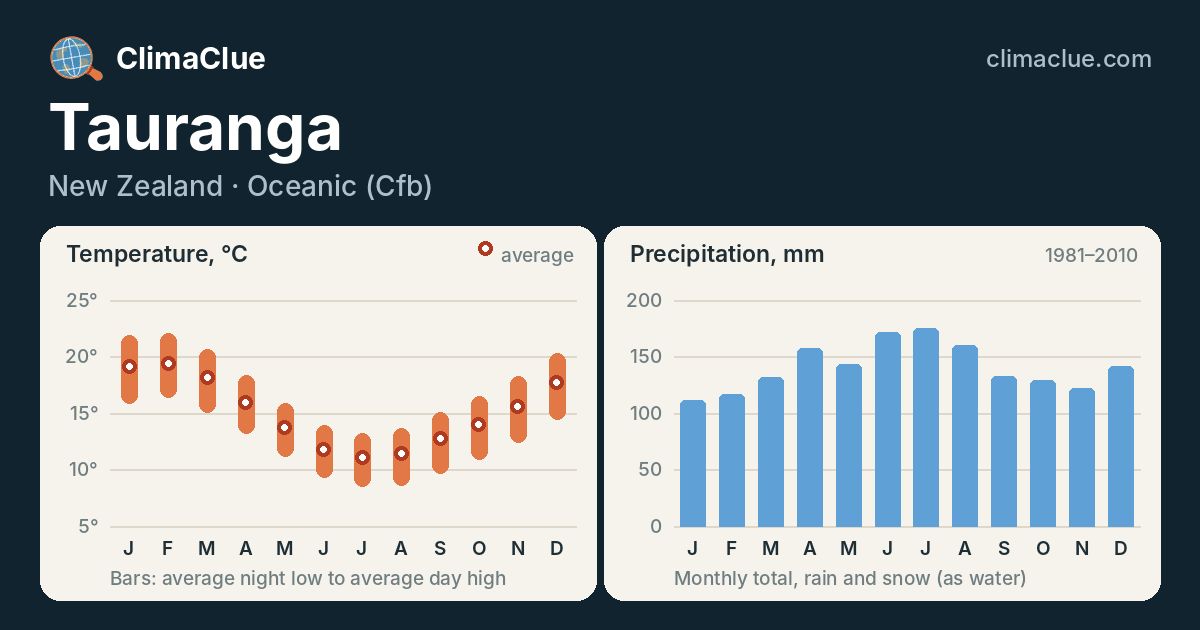 ClimaClue
climaclue.com
Tauranga
New Zealand · Oceanic (Cfb)
Temperature, °C
average
25°
20°
15°
10°
5°
J F M A M J J A S O N D
Bars: average night low to average day high
Precipitation, mm
1981–2010
200
150
100
50
0
J F M A M J J A S O N D
Monthly total, rain and snow (as water)